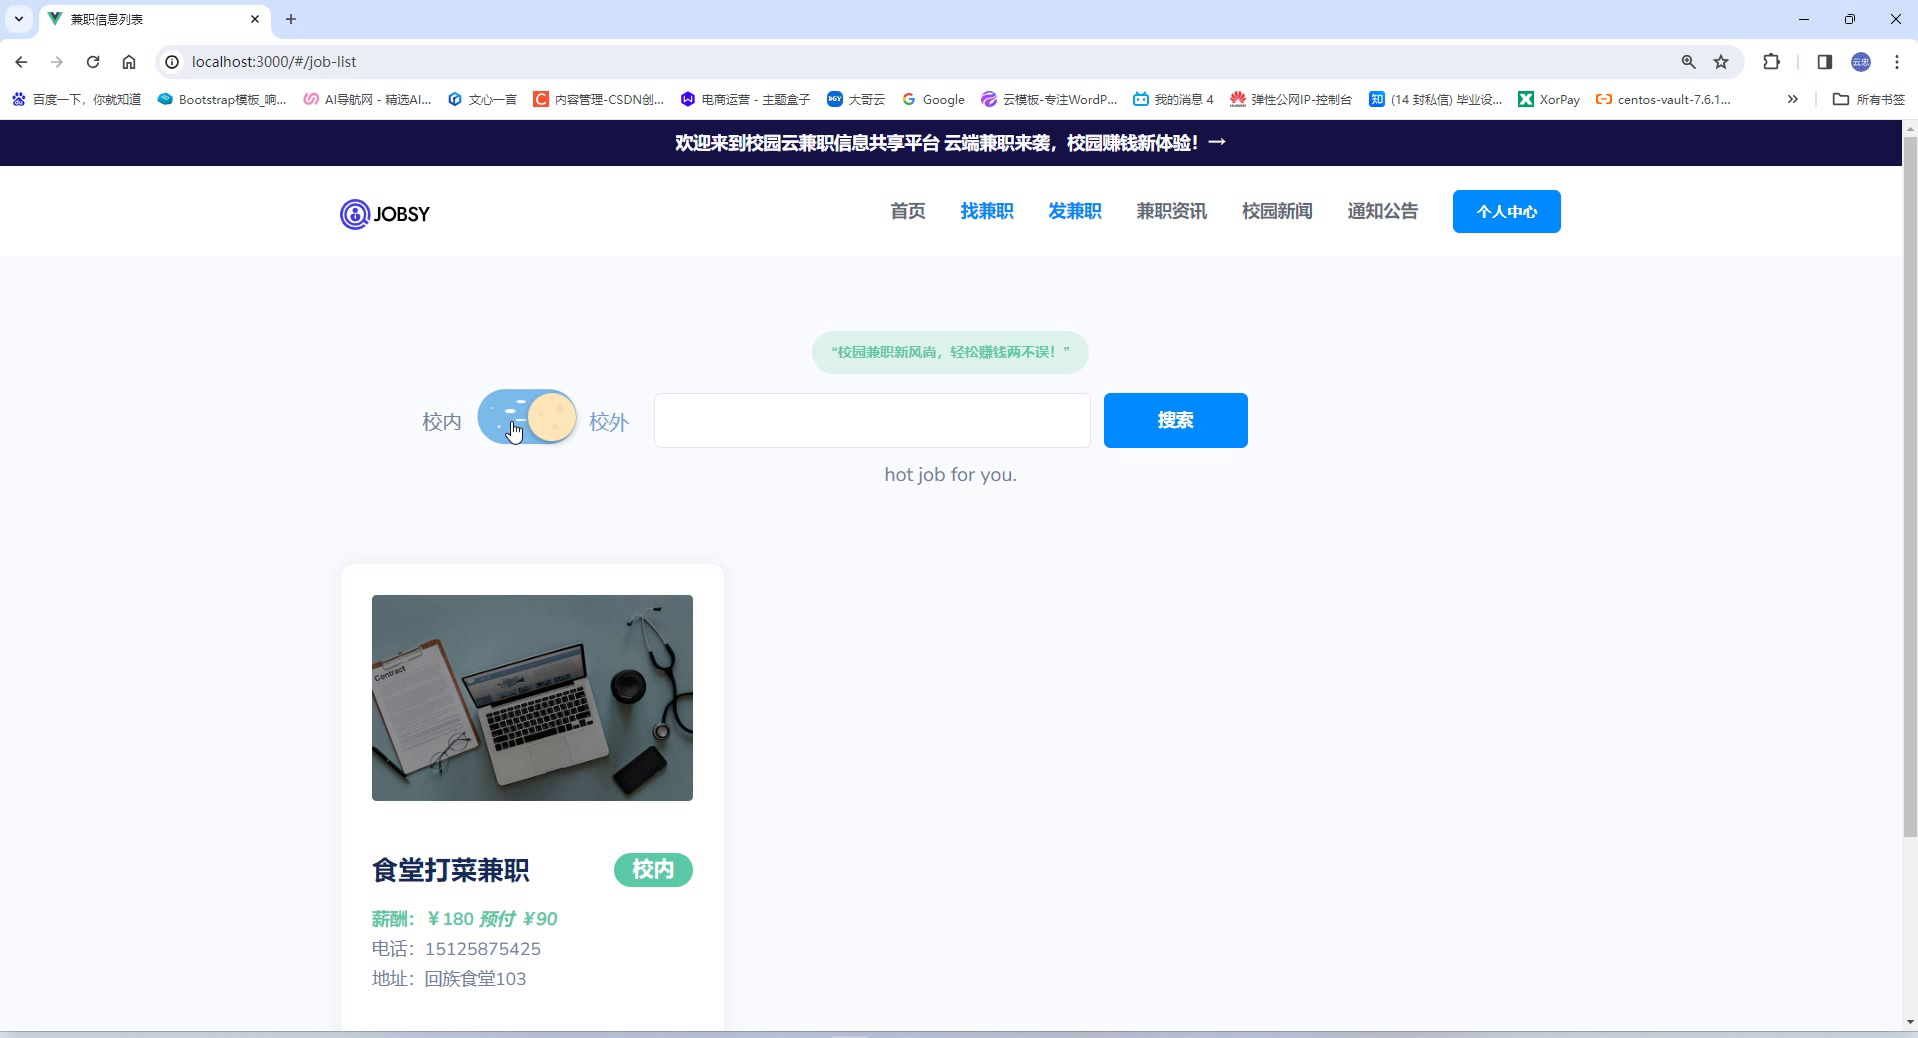 兼职信息列表
localhost:3000/#/job-list
云忠
百度一下，你就知道
Bootstrap模板_响...
AI导航网 - 精选AI...
文心一言
C
内容管理-CSDN创...
电商运营 - 主题盒子
DGY
大哥云
Google
云模板-专注WordP...
我的消息 4
弹性公网IP-控制台
知
(14 封私信) 毕业设...
XorPay
centos-vault-7.6.1...
»
所有书签
欢迎来到校园云兼职信息共享平台 云端兼职来袭，校园赚钱新体验！→
JOBSY
首页
找兼职
发兼职
兼职资讯
校园新闻
通知公告
个人中心
“校园兼职新风尚，轻松赚钱两不误！”
校内
校外
搜索
hot job for you.
Contract
食堂打菜兼职
校内
薪酬：￥180 预付 ￥90
电话：15125875425
地址：回族食堂103